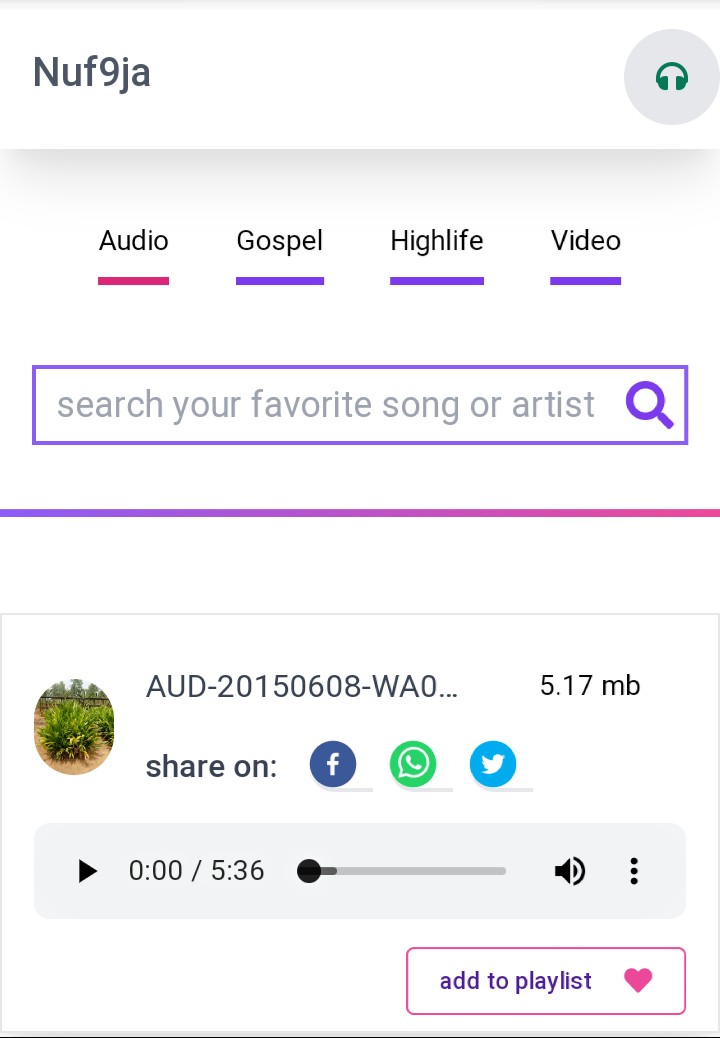 Nuf9ja
Audio Gospel Highlife Video
search your favorite song or artist
AUD-20150608-WA0... 5.17 mb
share on:
0:00 / 5:36
add to playlist